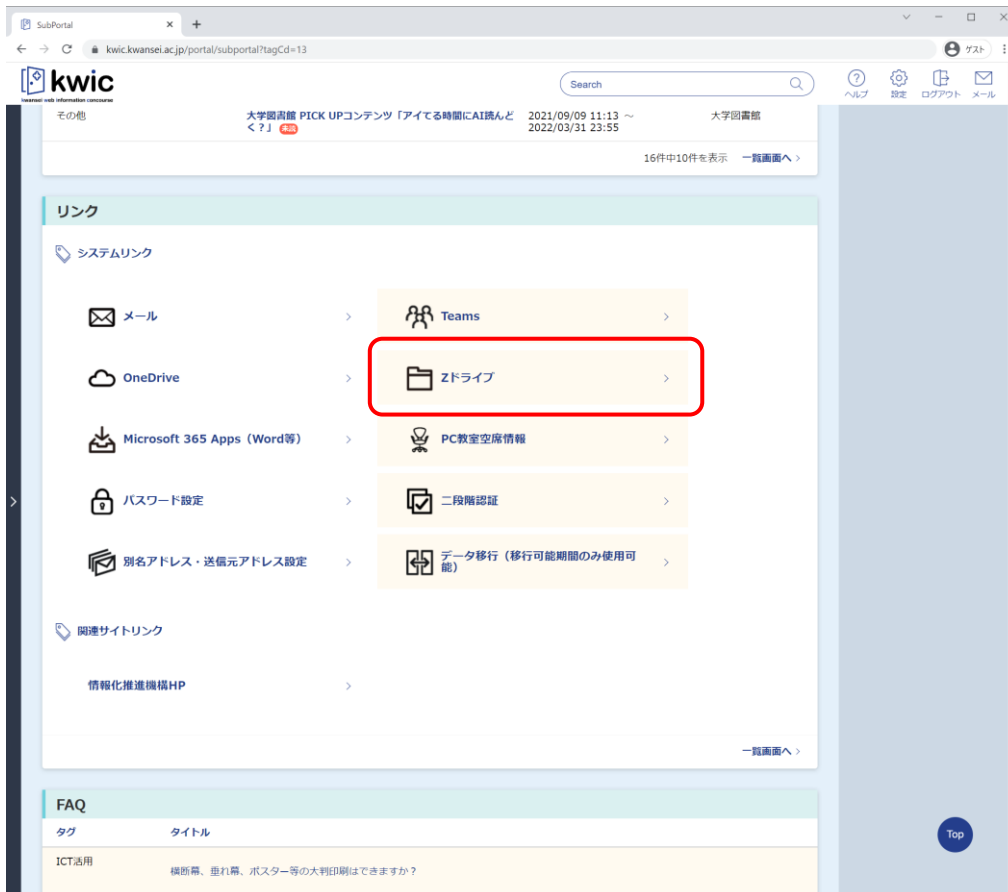 SubPortal
kwic.kwansei.ac.jp/portal/subportal?tagCd=13
ゲスト
kwic
kwansei web information concourse
Search
ヘルプ
設定
ログアウト
メール
その他
大学図書館 PICK UPコンテンツ「アイてる時間にAI読んど
く?」 未読
2021/09/09 11:13 ～
2022/03/31 23:55
大学図書館
16件中10件を表示 一覧画面へ
リンク
システムリンク
メール
Teams
OneDrive
Zドライブ
Microsoft 365 Apps（Word等）
PC教室空席情報
パスワード設定
二段階認証
別名アドレス・送信元アドレス設定
データ移行（移行可能期間のみ使用可
能）
関連サイトリンク
情報化推進機構HP
一覧画面へ
FAQ
タグ
タイトル
ICT活用
横断幕、垂れ幕、ポスター等の大判印刷はできますか？
Top